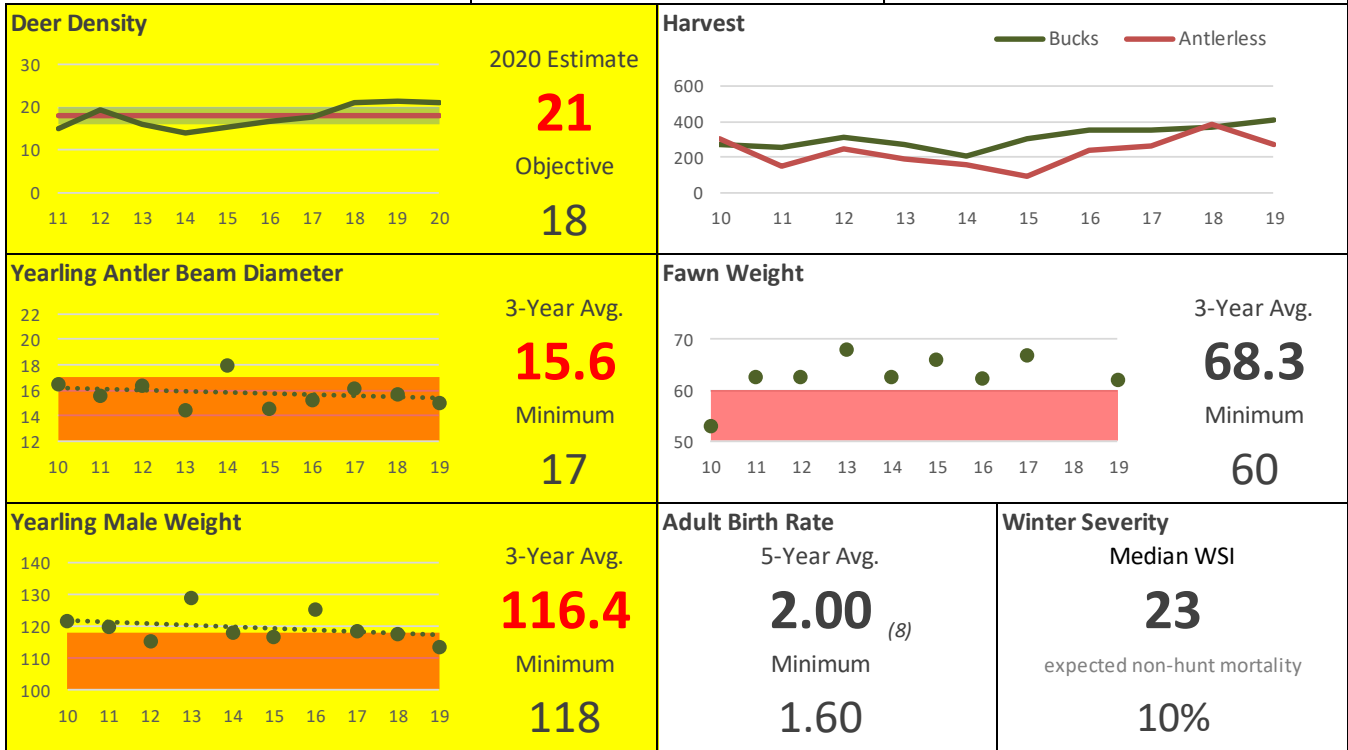 Deer Density
30
20
10
0
11 12 13 14 15 16 17 18 19 20
2020 Estimate
21
Objective
18
Harvest
Bucks Antlerless
600
400
200
0
10 11 12 13 14 15 16 17 18 19
Yearling Antler Beam Diameter
22
20
18
16
14
12
10 11 12 13 14 15 16 17 18 19
3-Year Avg.
15.6
Minimum
17
Fawn Weight
70
60
50
10 11 12 13 14 15 16 17 18 19
3-Year Avg.
68.3
Minimum
60
Yearling Male Weight
140
130
120
110
100
10 11 12 13 14 15 16 17 18 19
3-Year Avg.
116.4
Minimum
118
Adult Birth Rate
5-Year Avg.
2.00 (8)
Minimum
1.60
Winter Severity
Median WSI
23
expected non-hunt mortality
10%